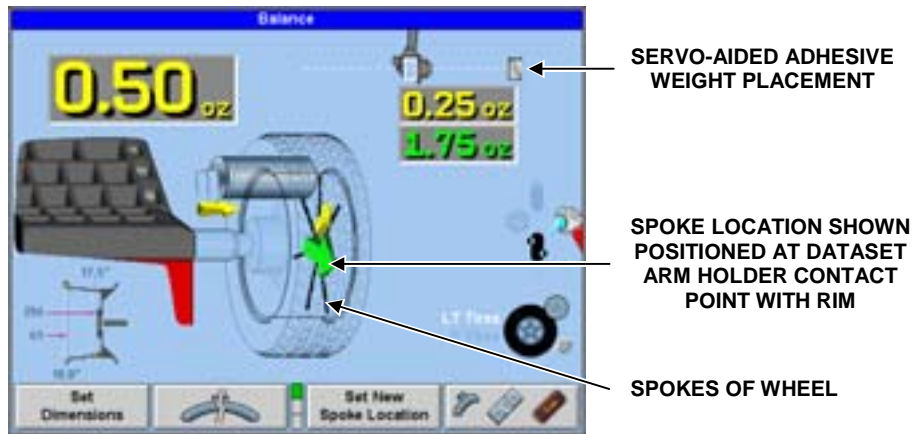 Balance
SERVO-AIDED ADHESIVE
WEIGHT PLACEMENT
0.50 oz
0.25 oz
1.75 oz
SPOKE LOCATION SHOWN
POSITIONED AT DATASET
ARM HOLDER CONTACT
POINT WITH RIM
17.5"
LT Tires
SPOKES OF WHEEL
Set
Dimensions
Set New
Spoke Location